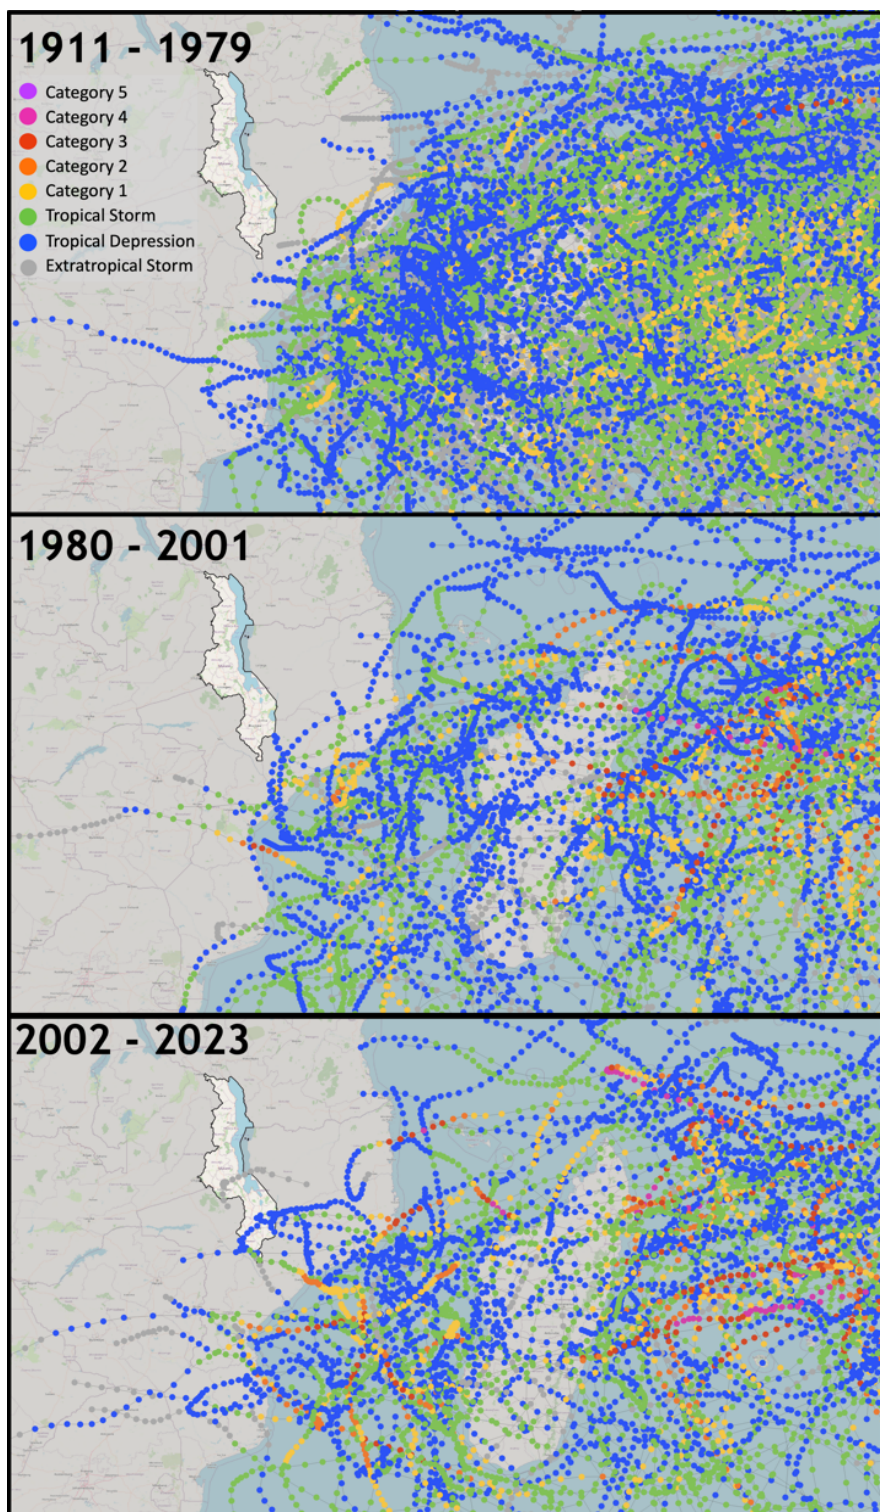 1911 - 1979
Category 5
Category 4
Category 3
Category 2
Category 1
Tropical Storm
Tropical Depression
Extratropical Storm
1980 - 2001
2002 - 2023